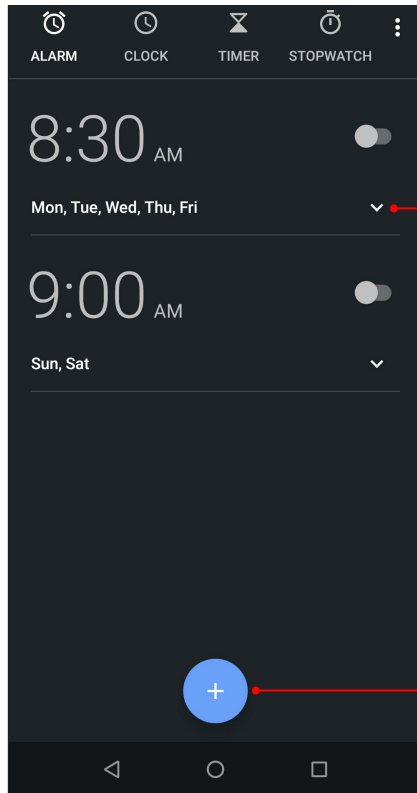 ALARM CLOCK TIMER STOPWATCH
8:30 AM
Mon, Tue, Wed, Thu, Fri
9:00 AM
Sun, Sat